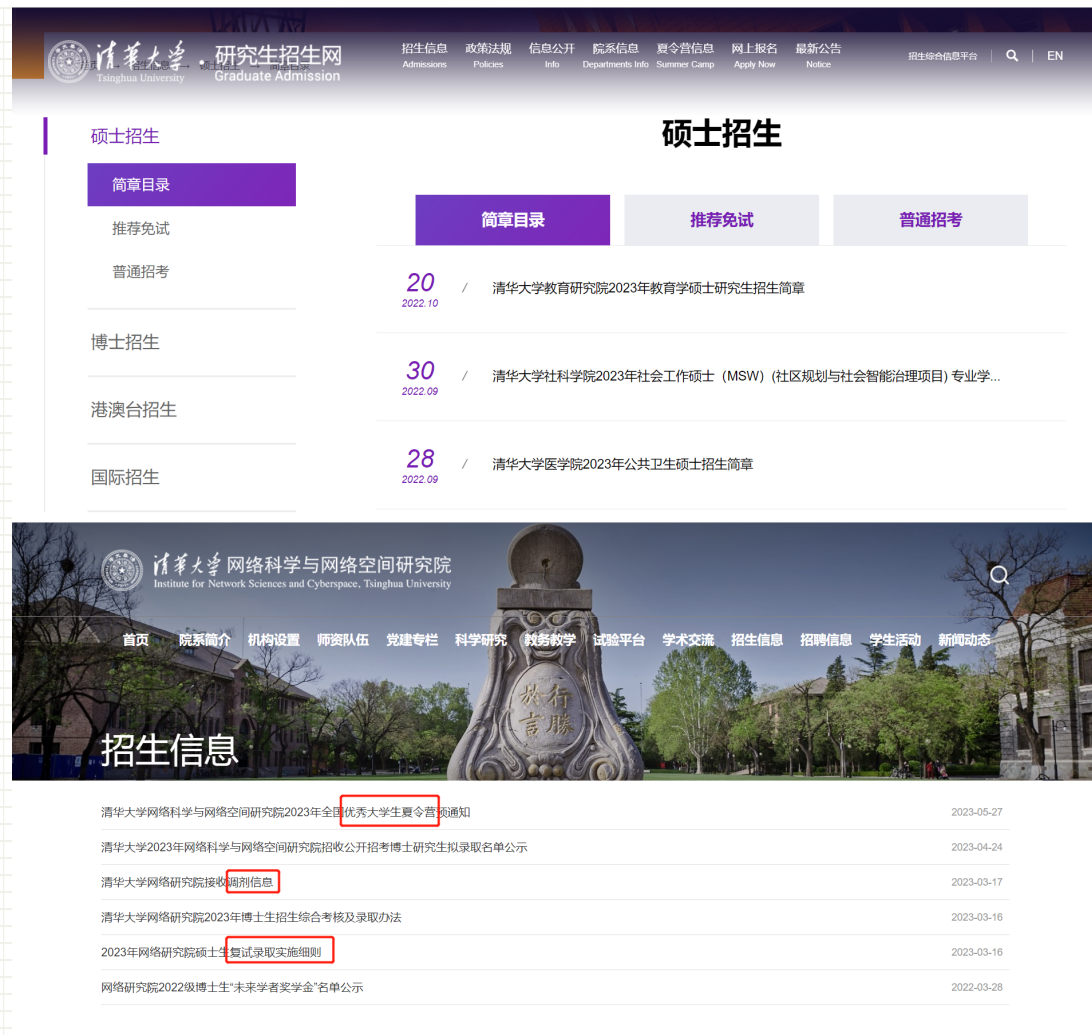 清华大学 · 研究生招生网
Tsinghua University Graduate Admission
招生信息 政策法规 信息公开 院系信息 夏令营信息 网上报名 最新公告
Admissions Policies Info Departments Info Summer Camp Apply Now Notice
招生综合信息平台 EN
硕士招生
简章目录
推荐免试
普通招考
博士招生
港澳台招生
国际招生
硕士招生
简章目录 推荐免试 普通招考
20 / 清华大学教育研究院2023年教育学硕士研究生招生简章
2022.10
30 / 清华大学社科学院2023年社会工作硕士（MSW）(社区规划与社会智能治理项目) 专业学...
2022.09
28 / 清华大学医学院2023年公共卫生硕士招生简章
2022.09
清华大学 网络科学与网络空间研究院
Institute for Network Sciences and Cyberspace, Tsinghua University
首页 院系简介 机构设置 师资队伍 党建专栏 科学研究 教务教学 试验平台 学术交流 招生信息 招聘信息 学生活动 新闻动态
行勝
於言
招生信息
清华大学网络科学与网络空间研究院2023年全国优秀大学生夏令营预通知 2023-05-27
清华大学2023年网络科学与网络空间研究院招收公开招考博士研究生拟录取名单公示 2023-04-24
清华大学网络研究院接收调剂信息 2023-03-17
清华大学网络研究院2023年博士生招生综合考核及录取办法 2023-03-16
2023年网络研究院硕士生复试录取实施细则 2023-03-16
网络研究院2022级博士生“未来学者奖学金”名单公示 2022-03-28